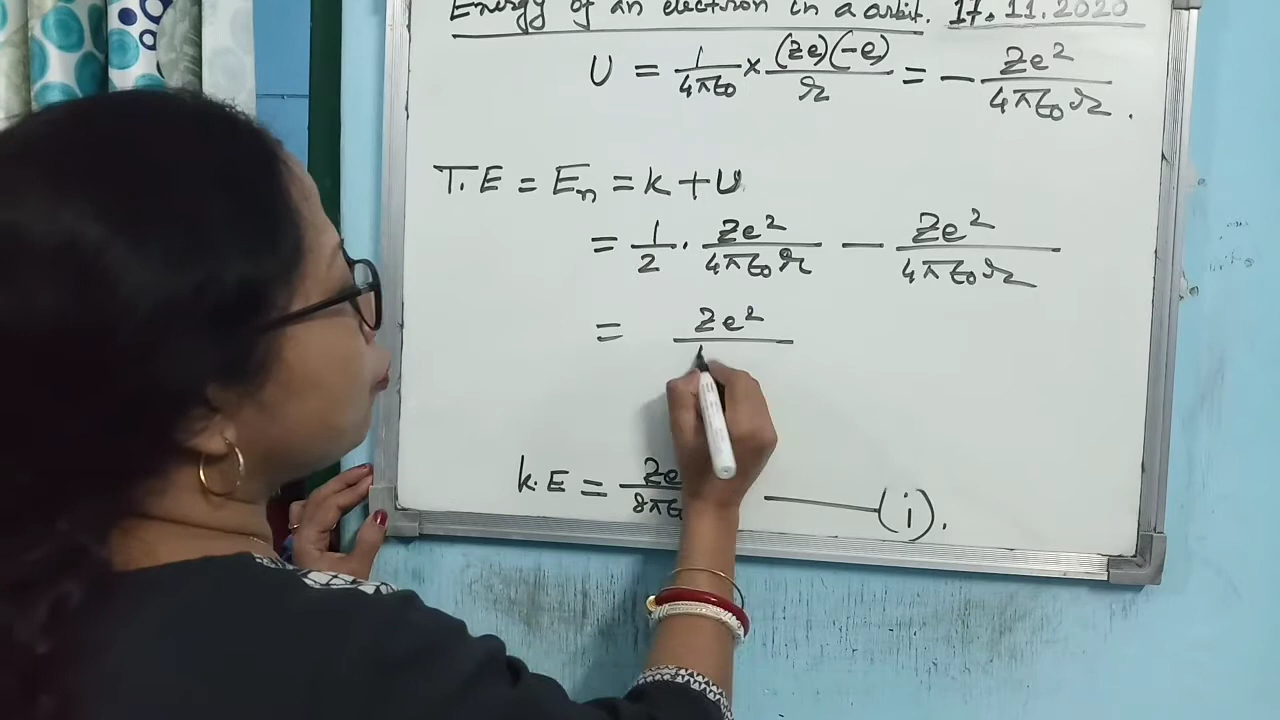 Energy of an electron in a orbit. 17.11.2020
U = 1/4πε₀ × (Ze)(-e)/r = - Ze²/4πε₀r.
T.E = Eₙ = k + U
= 1/2 · Ze²/4πε₀r - Ze²/4πε₀r
= Ze²
k.E = Ze/8πε (i).